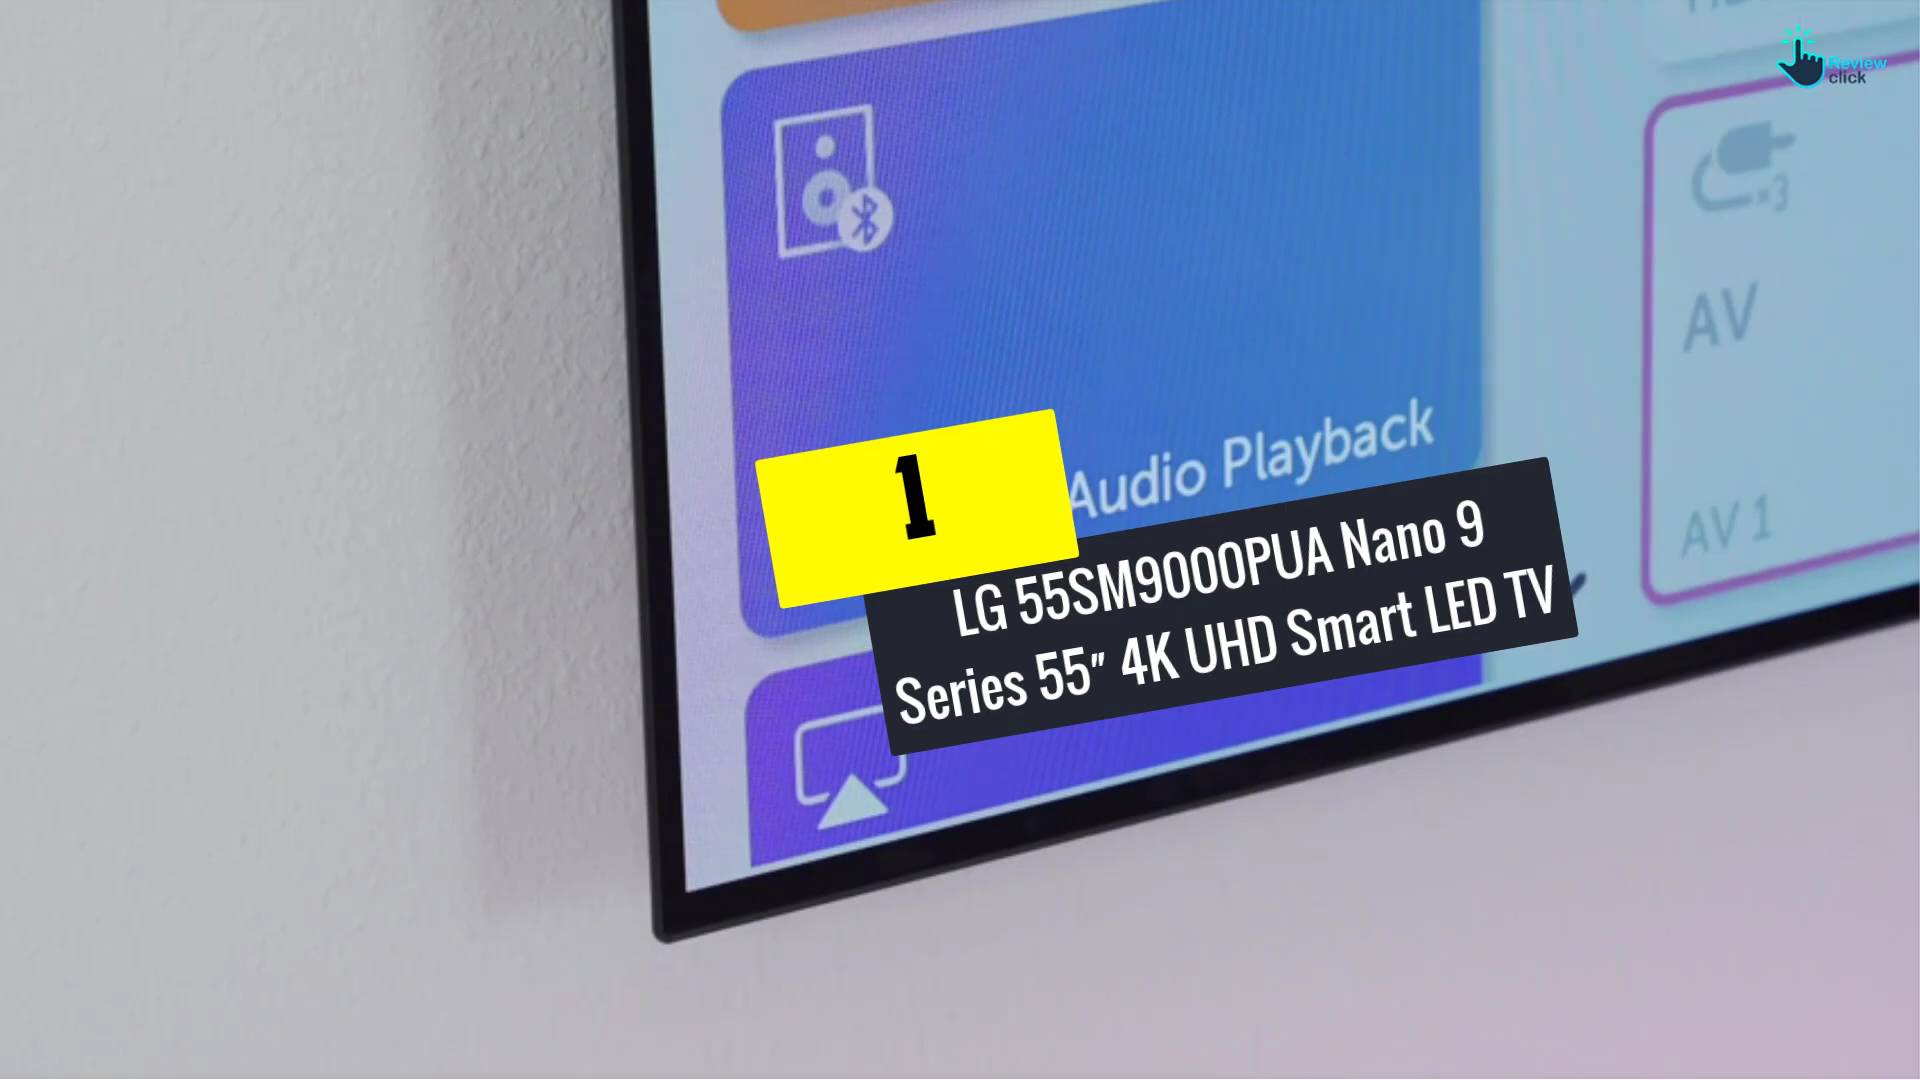 Review
click
×3
AV
Audio Playback
AV 1
1
LG 55SM9000PUA Nano 9
Series 55" 4K UHD Smart LED TV